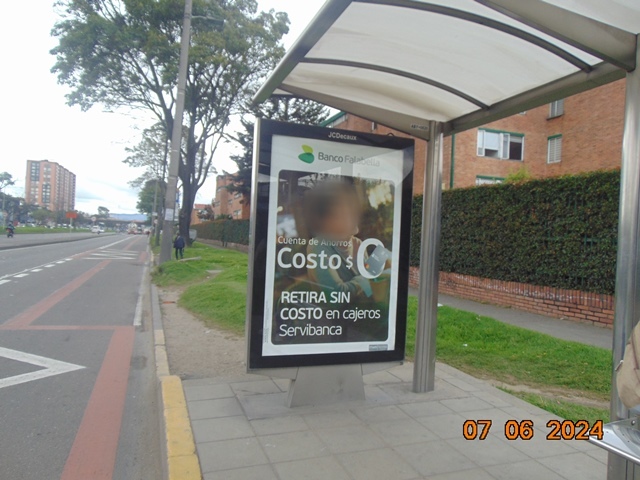 JCDecaux
Banco Falabella
Cuenta de Ahorros
Costo $0
RETIRA SIN
COSTO en cajeros
Servibanca
07 06 2024